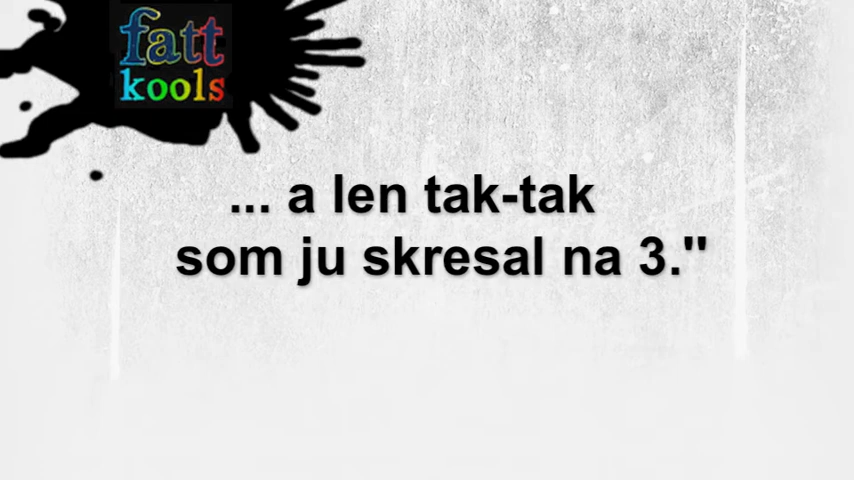 fatt
kools
... a len tak-tak
som ju skresal na 3."